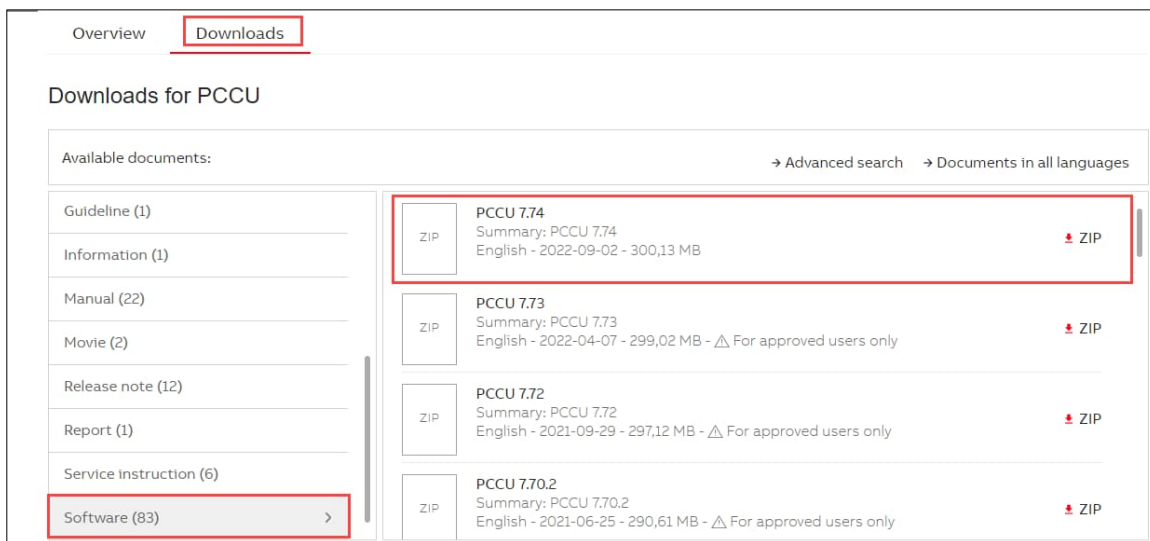 Overview Downloads
Downloads for PCCU
Available documents:
→ Advanced search → Documents in all languages
Guideline (1)
Information (1)
Manual (22)
Movie (2)
Release note (12)
Report (1)
Service instruction (6)
Software (83) >
ZIP
PCCU 7.74
Summary: PCCU 7.74
English - 2022-09-02 - 300,13 MB
ZIP
ZIP
PCCU 7.73
Summary: PCCU 7.73
English - 2022-04-07 - 299,02 MB - ⚠ For approved users only
ZIP
ZIP
PCCU 7.72
Summary: PCCU 7.72
English - 2021-09-29 - 297,12 MB - ⚠ For approved users only
ZIP
ZIP
PCCU 7.70.2
Summary: PCCU 7.70.2
English - 2021-06-25 - 290,61 MB - ⚠ For approved users only
ZIP